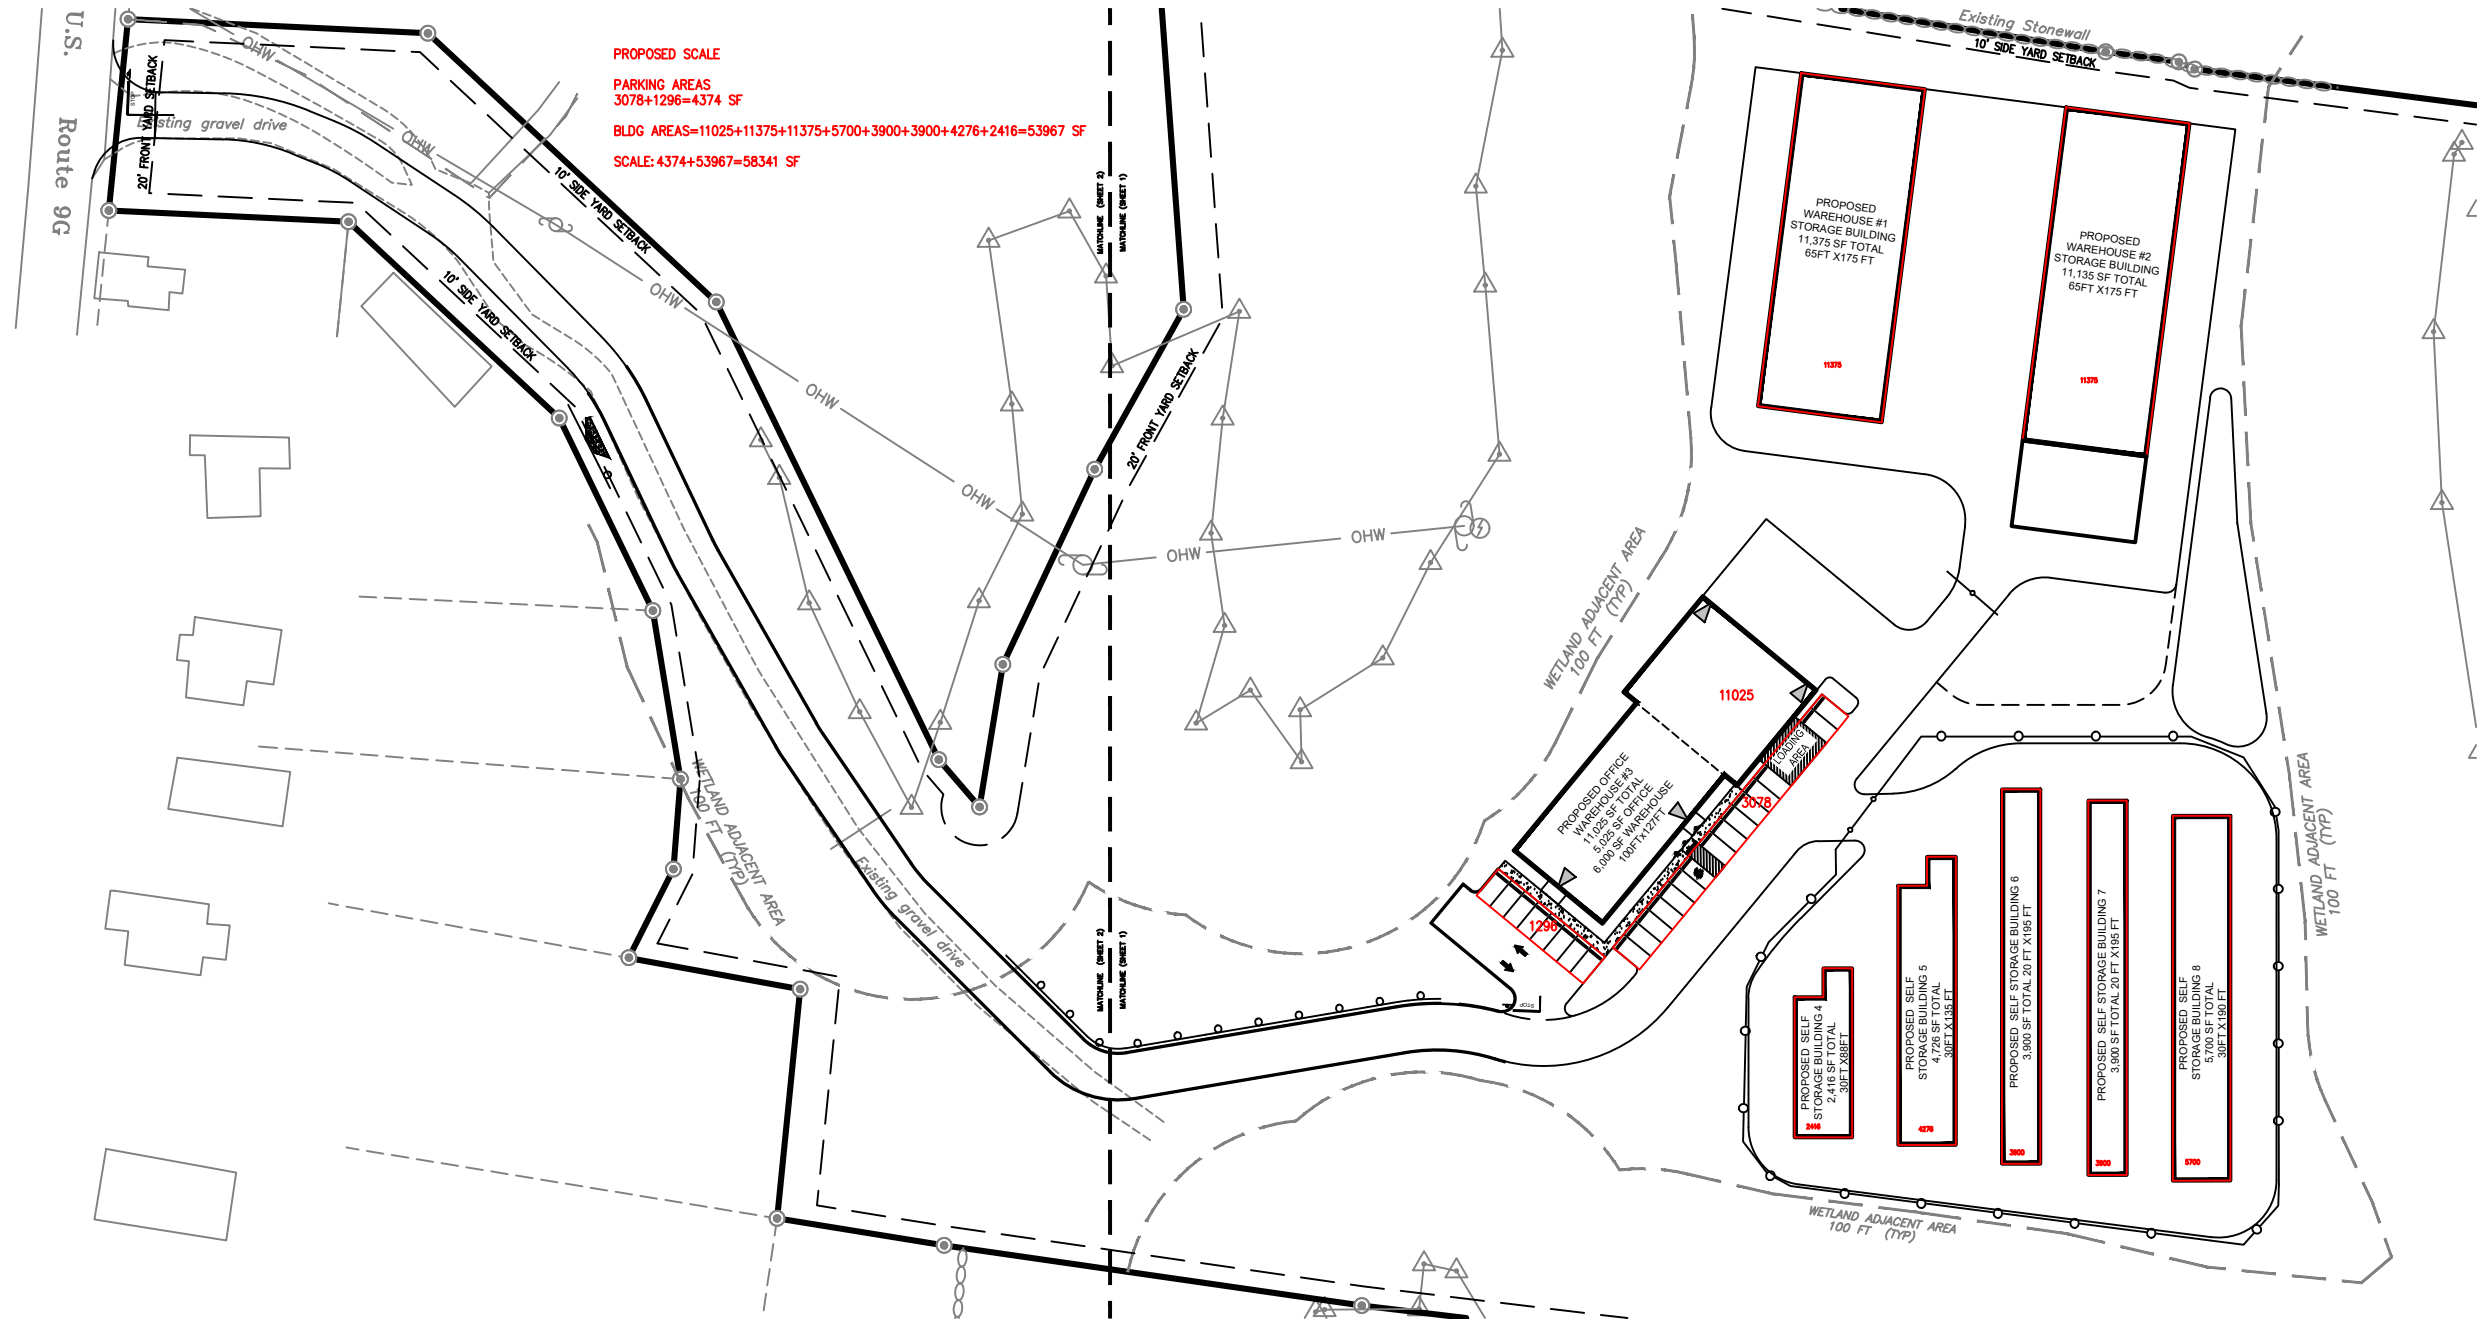 U.S. Route 9G
OHW
STOP
20' FRONT YARD SETBACK
Existing gravel drive
OHW
10' SIDE YARD SETBACK
10' SIDE YARD SETBACK
PROPOSED SCALE
PARKING AREAS
3078+1296=4374 SF
BLDG AREAS=11025+11375+11375+5700+3900+3900+4276+2416=53967 SF
SCALE: 4374+53967=58341 SF
MATCHLINE (SHEET 2)
MATCHLINE (SHEET 1)
OHW
OHW
OHW
OHW
OHW
20' FRONT YARD SETBACK
Existing Stonewall
10' SIDE YARD SETBACK
PROPOSED
WAREHOUSE #1
STORAGE BUILDING
11,375 SF TOTAL
65FT X175 FT
11375
PROPOSED
WAREHOUSE #2
STORAGE BUILDING
11,135 SF TOTAL
65FT X175 FT
11375
WETLAND ADJACENT AREA
100 FT (TYP)
11025
PROPOSED OFFICE
WAREHOUSE #3
11,025 SF TOTAL
5,025 SF OFFICE
6,000 SF WAREHOUSE
100FTx127FT
LOADING
AREA
3078
1296
STOP
WETLAND ADJACENT AREA
100 FT (TYP)
Existing gravel drive
MATCHLINE (SHEET 2)
MATCHLINE (SHEET 1)
PROPOSED SELF
STORAGE BUILDING 4
2,416 SF TOTAL
30FT X88FT
2416
PROPOSED SELF
STORAGE BUILDING 5
4,726 SF TOTAL
30FT X135 FT
4276
PROPOSED SELF STORAGE BUILDING 6
3,900 SF TOTAL 20 FT X195 FT
3900
PROPOSED SELF STORAGE BUILDING 7
3,900 SF TOTAL 20 FT X195 FT
3900
PROPOSED SELF
STORAGE BUILDING 8
5,700 SF TOTAL
30FT X190 FT
5700
WETLAND ADJACENT AREA
100 FT (TYP)
WETLAND ADJACENT AREA
100 FT (TYP)